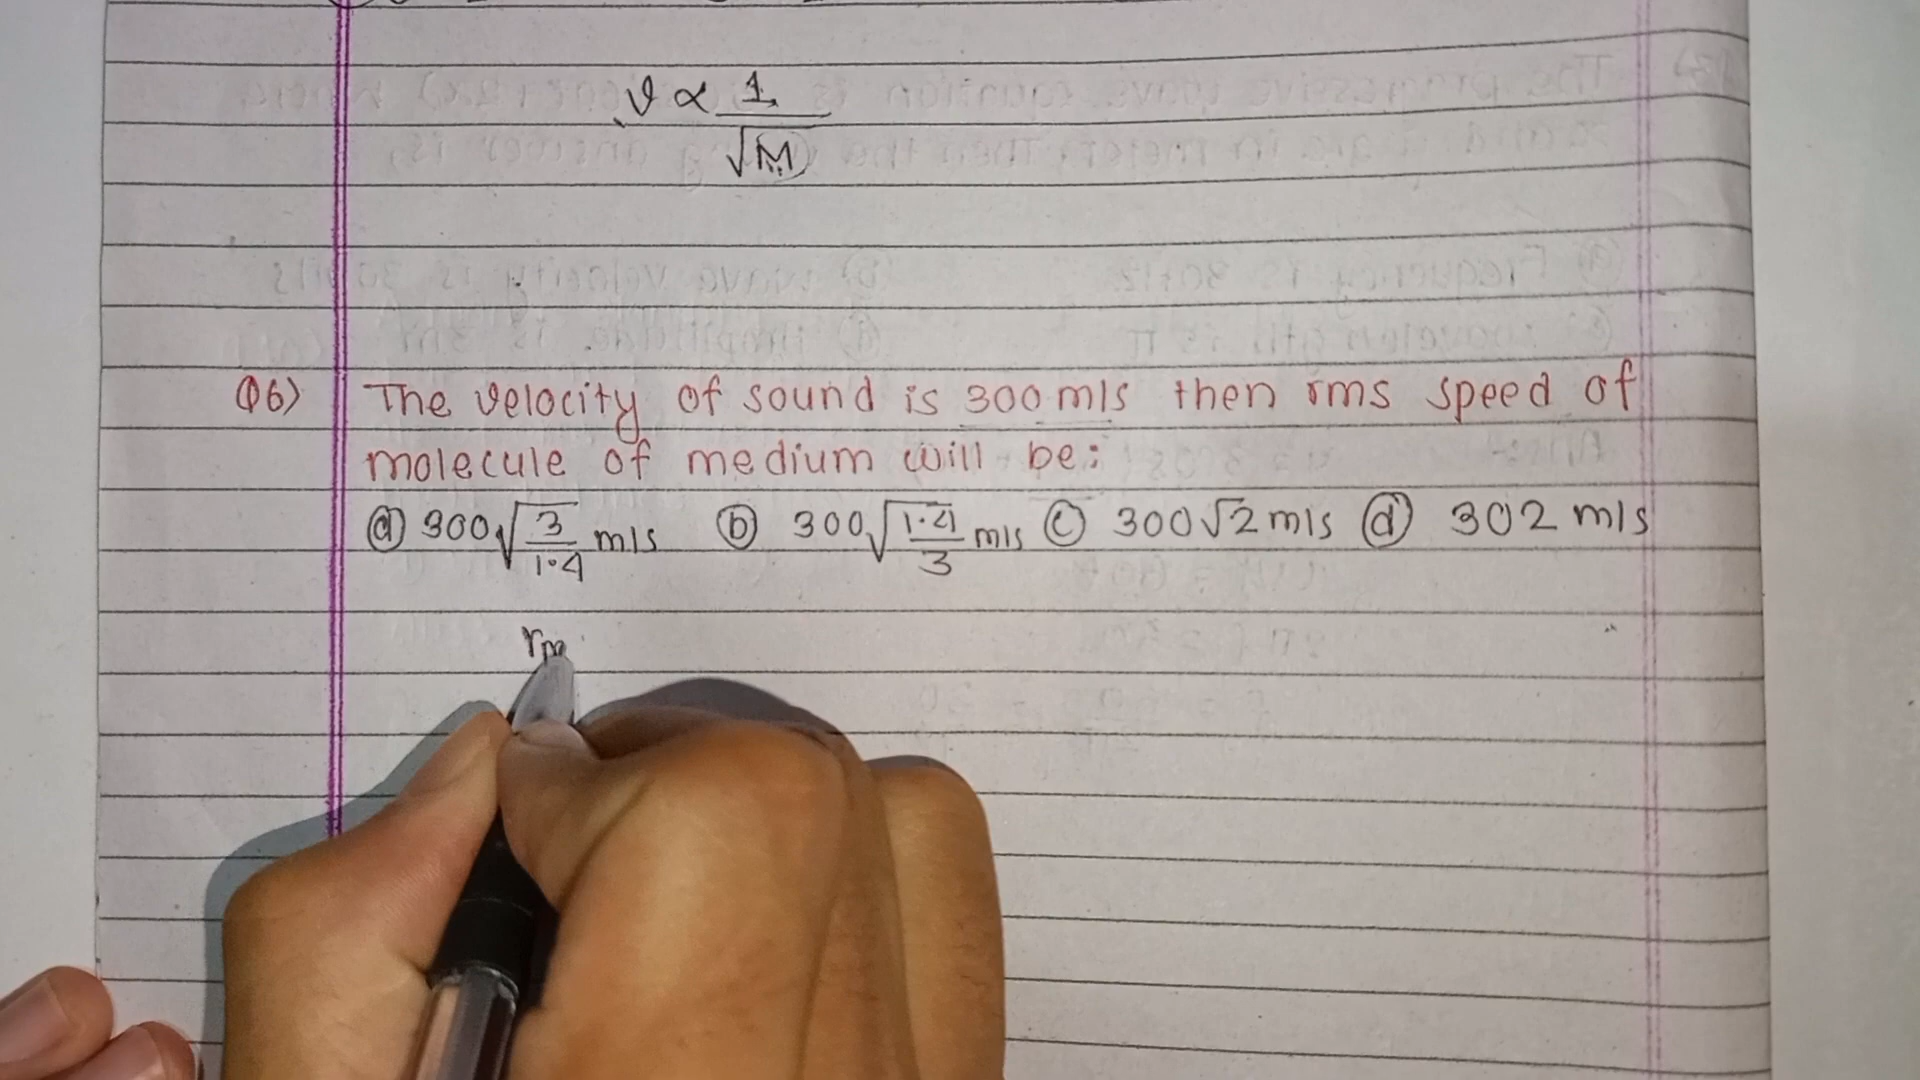 v ∝ 1
√M
Q6) The velocity of sound is 300 m/s then rms speed of
molecule of medium will be:
ⓐ 300√3/1.4 m/s ⓑ 300√1.4/3 m/s ⓒ 300√2 m/s ⓓ 302 m/s
rm